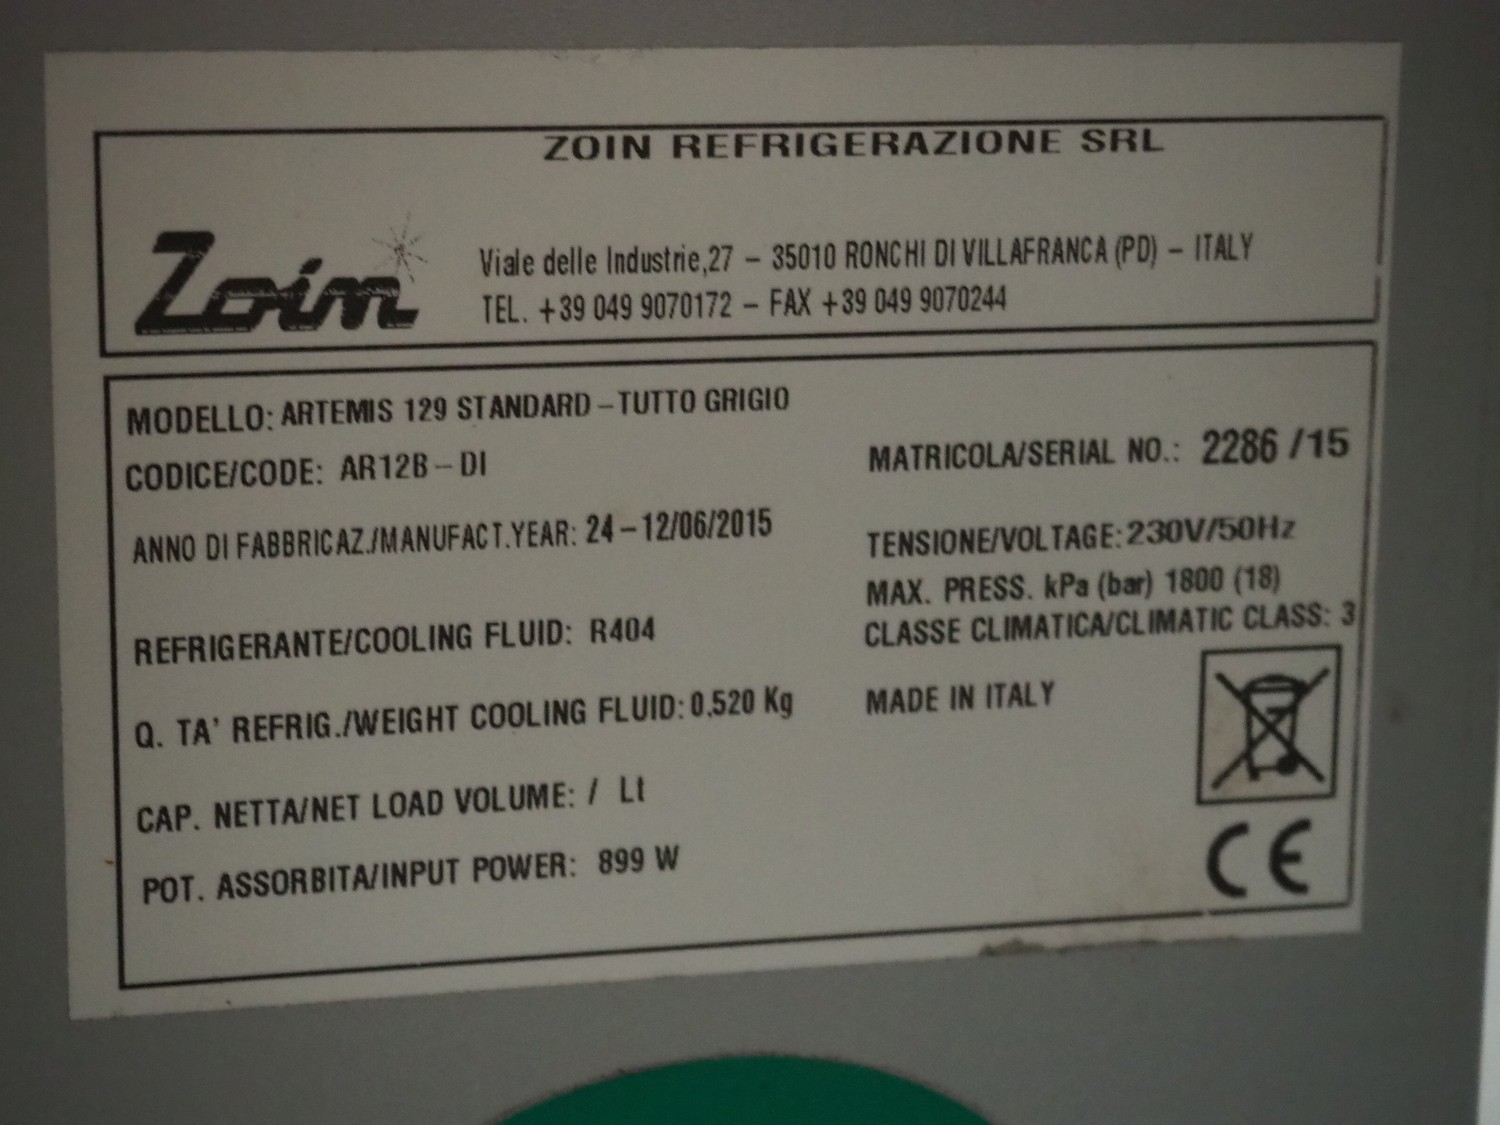 ZOIN REFRIGERAZIONE SRL
Zoin
Viale delle Industrie,27 – 35010 RONCHI DI VILLAFRANCA (PD) – ITALY
TEL. +39 049 9070172 – FAX +39 049 9070244
MODELLO: ARTEMIS 129 STANDARD – TUTTO GRIGIO
CODICE/CODE: AR12B – DI
MATRICOLA/SERIAL NO.: 2286 /15
ANNO DI FABBRICAZ./MANUFACT.YEAR: 24 – 12/06/2015
TENSIONE/VOLTAGE: 230V/50Hz
MAX. PRESS. kPa (bar) 1800 (18)
CLASSE CLIMATICA/CLIMATIC CLASS: 3
REFRIGERANTE/COOLING FLUID: R404
MADE IN ITALY
Q. TA' REFRIG./WEIGHT COOLING FLUID: 0.520 Kg
CAP. NETTA/NET LOAD VOLUME: / Lt
POT. ASSORBITA/INPUT POWER: 899 W
CE